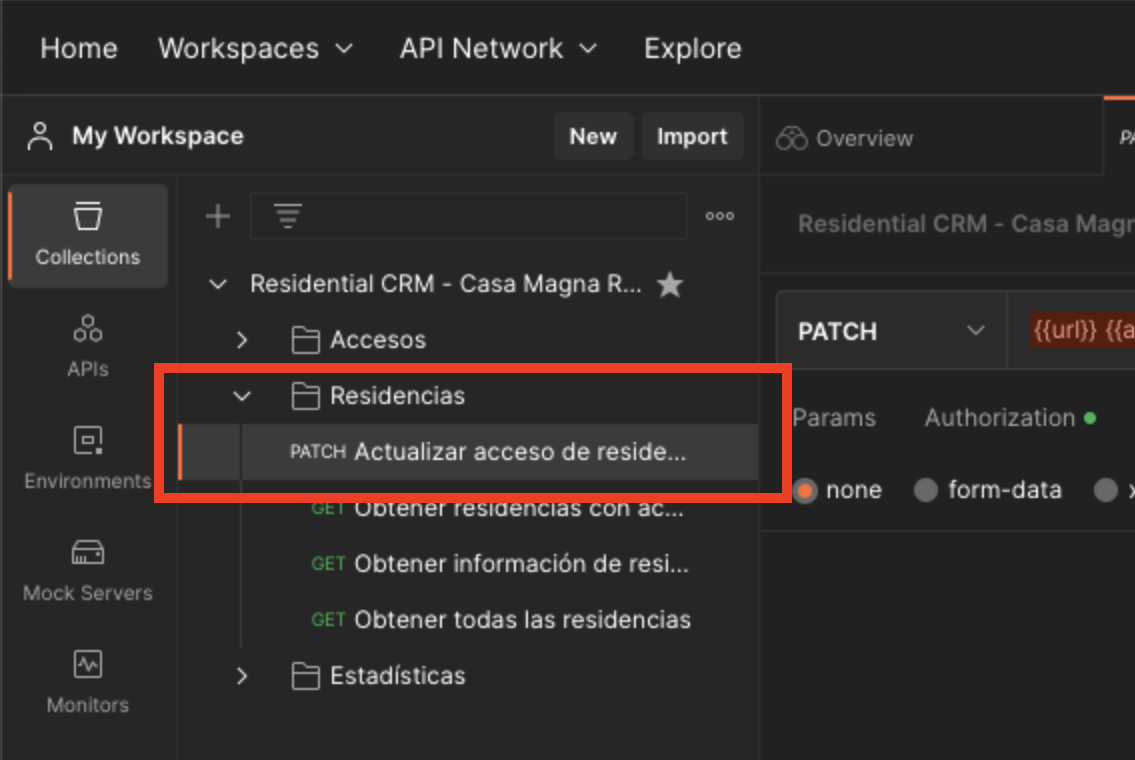 Home Workspaces API Network Explore
My Workspace New Import
Overview
Collections
Residential CRM - Casa Magna R...
Accesos
Residencias
PATCH Actualizar acceso de reside...
GET Obtener residencias con ac...
GET Obtener información de resi...
GET Obtener todas las residencias
Estadísticas
APIs
Environments
Mock Servers
Monitors
Residential CRM - Casa Magn
PATCH {{url}} {{a
Params Authorization
none form-data